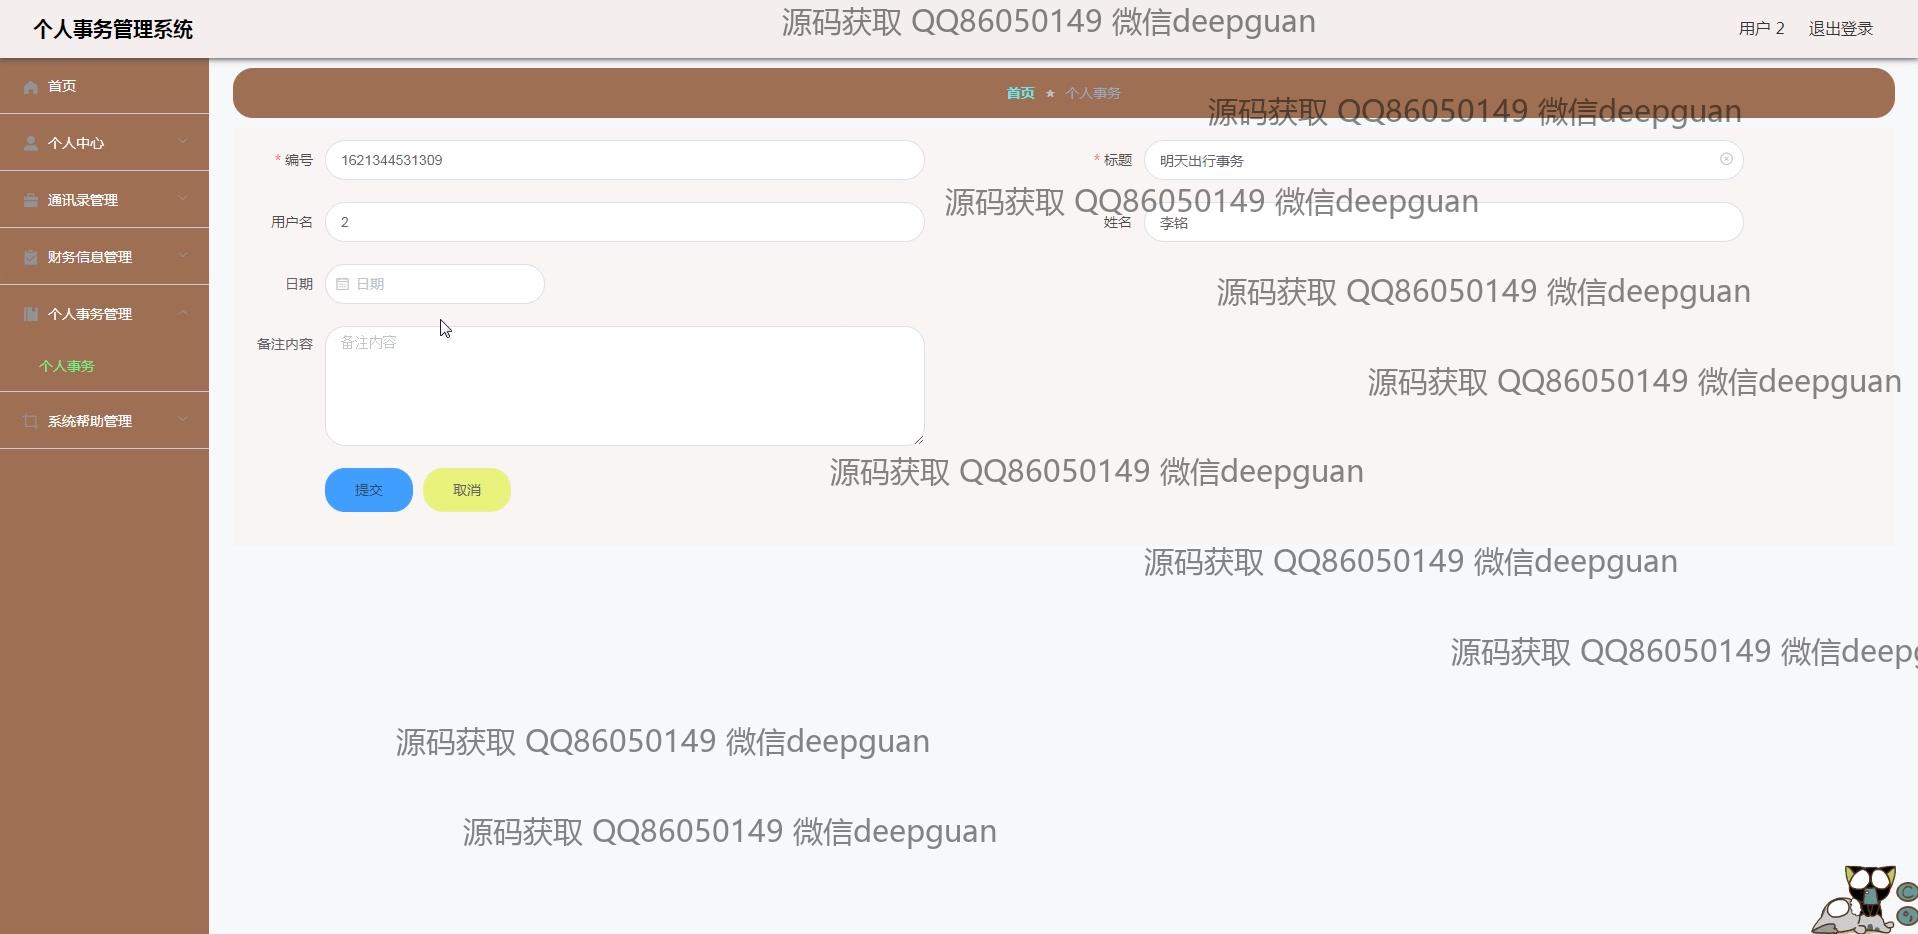 个人事务管理系统
源码获取 QQ86050149 微信deepguan
用户 2 退出登录
首页
首页 ★ 个人事务
源码获取 QQ86050149 微信deepguan
个人中心
* 编号 1621344531309
* 标题 明天出行事务
通讯录管理
源码获取 QQ86050149 微信deepguan
用户名 2
姓名 李铭
财务信息管理
日期 日期
源码获取 QQ86050149 微信deepguan
个人事务管理
备注内容 备注内容
个人事务
源码获取 QQ86050149 微信deepguan
系统帮助管理
源码获取 QQ86050149 微信deepguan
提交 取消
源码获取 QQ86050149 微信deepguan
源码获取 QQ86050149 微信deep
源码获取 QQ86050149 微信deepguan
源码获取 QQ86050149 微信deepguan